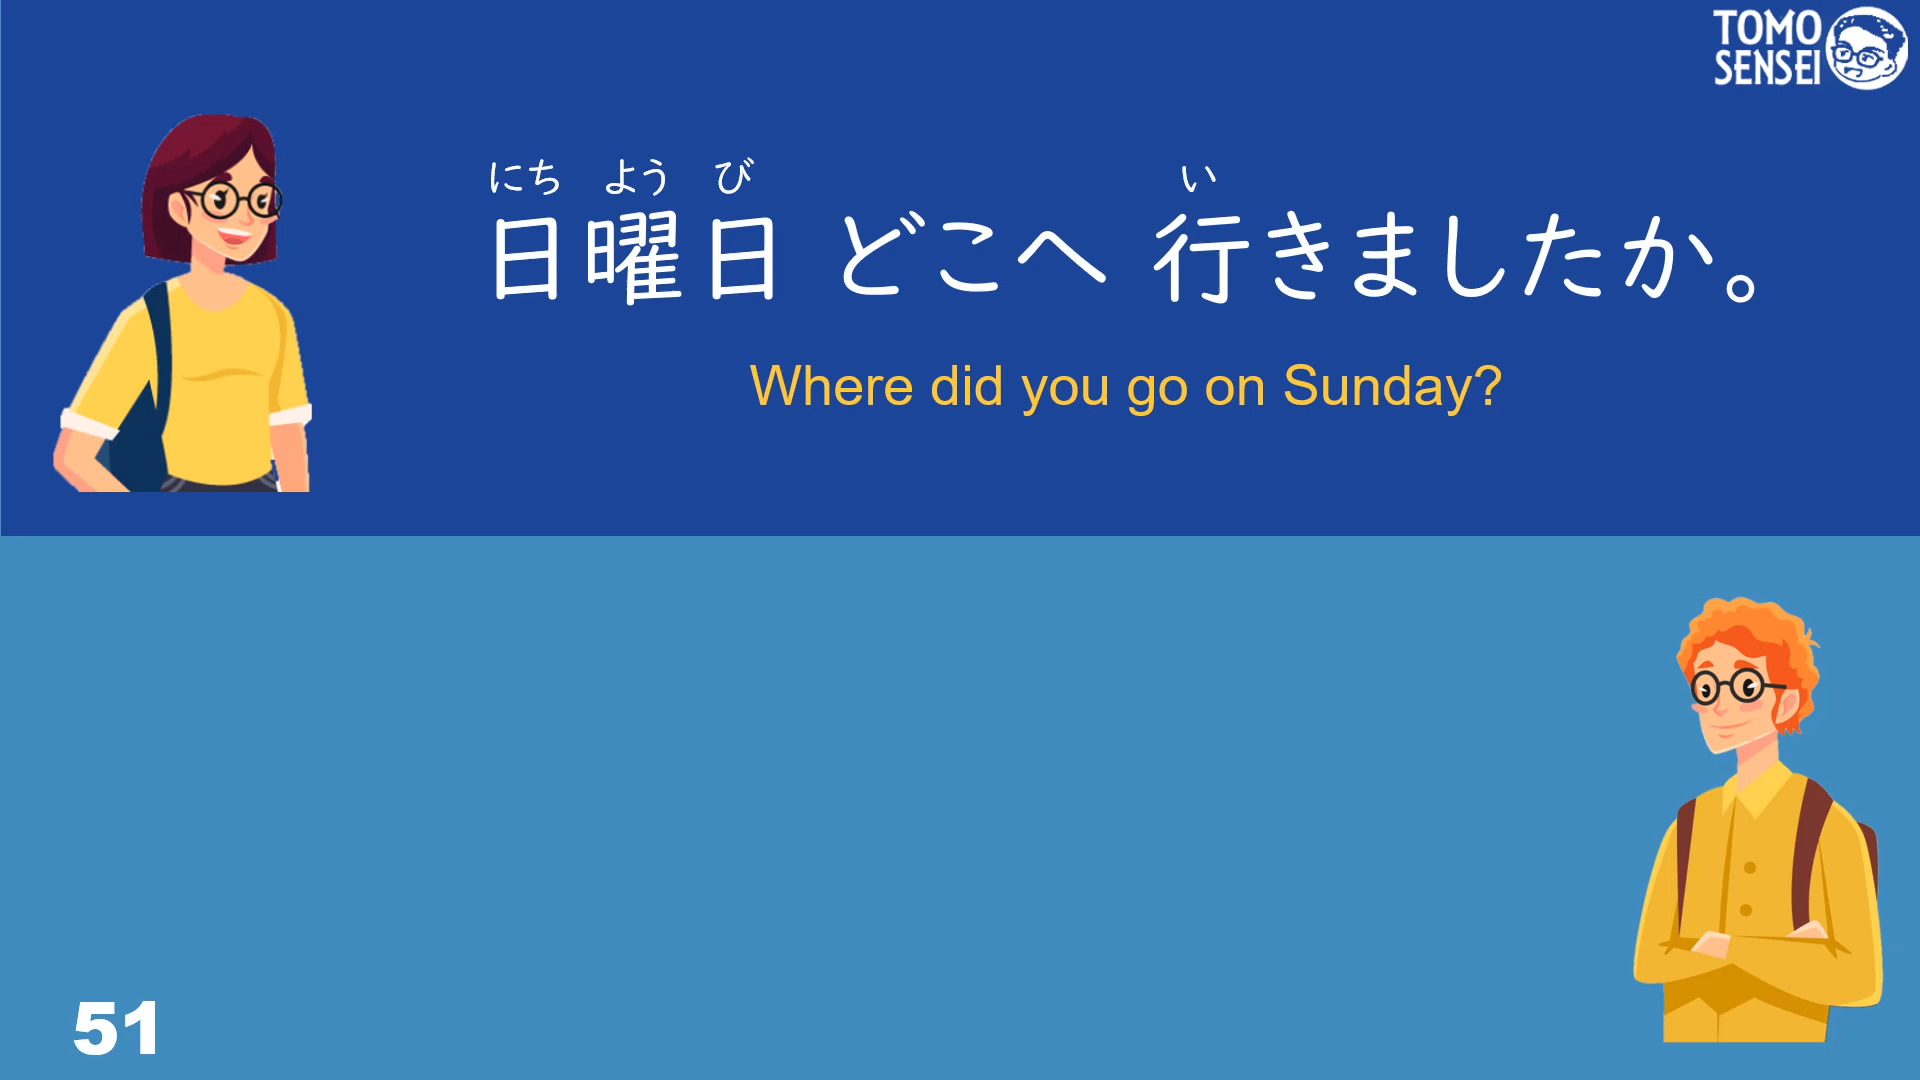 TOMO
SENSEI
にち よう び い
日曜日 どこへ 行きましたか。
Where did you go on Sunday?
51